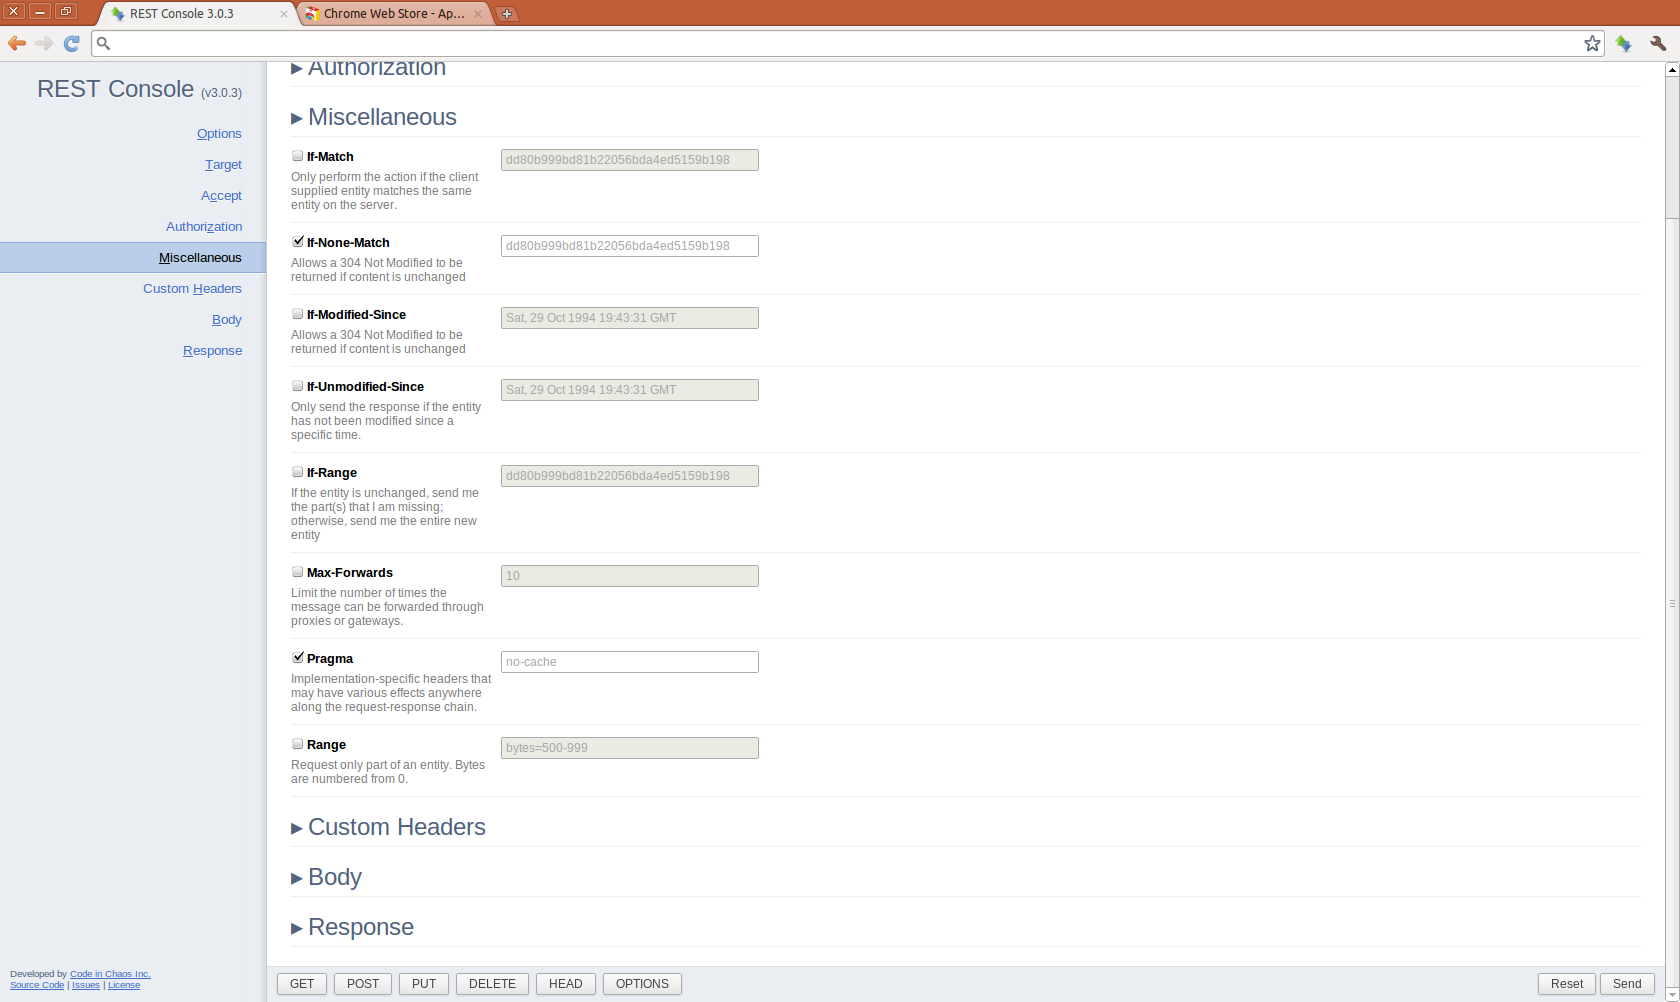 REST Console 3.0.3
Chrome Web Store - Ap...
REST Console (v3.0.3)
Options
Target
Accept
Authorization
Miscellaneous
Custom Headers
Body
Response
Developed by Code in Chaos Inc.
Source Code | Issues | License
Authorization
Miscellaneous
If-Match
dd80b999bd81b22056bda4ed5159b198
Only perform the action if the client
supplied entity matches the same
entity on the server.
If-None-Match
dd80b999bd81b22056bda4ed5159b198
Allows a 304 Not Modified to be
returned if content is unchanged
If-Modified-Since
Sat, 29 Oct 1994 19:43:31 GMT
Allows a 304 Not Modified to be
returned if content is unchanged
If-Unmodified-Since
Sat, 29 Oct 1994 19:43:31 GMT
Only send the response if the entity
has not been modified since a
specific time.
If-Range
dd80b999bd81b22056bda4ed5159b198
If the entity is unchanged, send me
the part(s) that I am missing;
otherwise, send me the entire new
entity
Max-Forwards
10
Limit the number of times the
message can be forwarded through
proxies or gateways.
Pragma
no-cache
Implementation-specific headers that
may have various effects anywhere
along the request-response chain.
Range
bytes=500-999
Request only part of an entity. Bytes
are numbered from 0.
Custom Headers
Body
Response
GET
POST
PUT
DELETE
HEAD
OPTIONS
Reset
Send